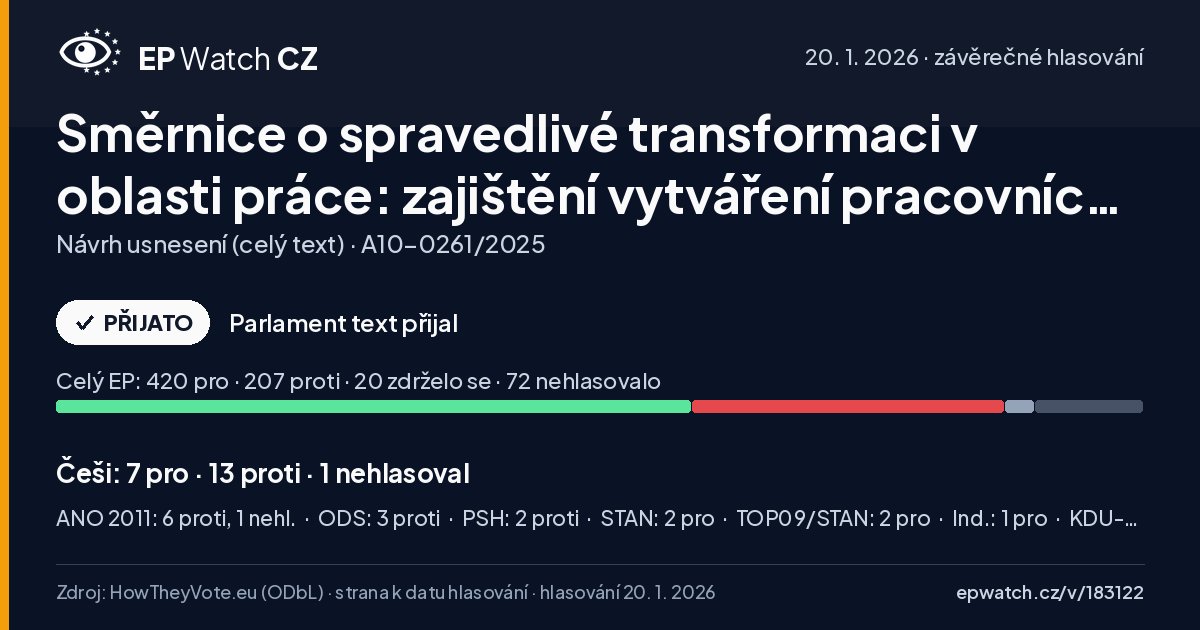 EP Watch CZ
20. 1. 2026 · závěrečné hlasování
Směrnice o spravedlivé transformaci v
oblasti práce: zajištění vytváření pracovníc…
Návrh usnesení (celý text) · A10-0261/2025
✓ PŘIJATO
Parlament text přijal
Celý EP: 420 pro · 207 proti · 20 zdrželo se · 72 nehlasovalo
Češi: 7 pro · 13 proti · 1 nehlasoval
ANO 2011: 6 proti, 1 nehl. · ODS: 3 proti · PSH: 2 proti · STAN: 2 pro · TOP09/STAN: 2 pro · Ind.: 1 pro · KDU-…
Zdroj: HowTheyVote.eu (ODbL) · strana k datu hlasování · hlasování 20. 1. 2026
epwatch.cz/v/183122